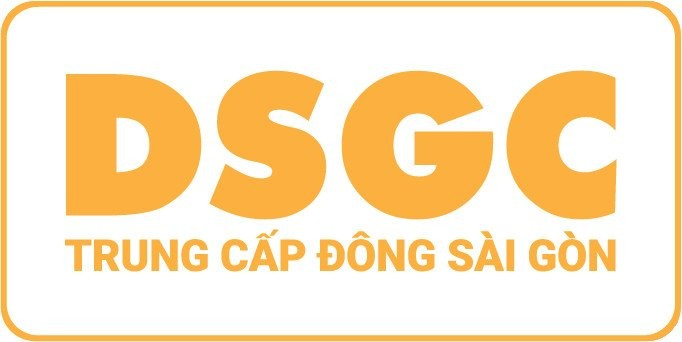 DSGC
TRUNG CẤP ĐÔNG SÀI GÒN